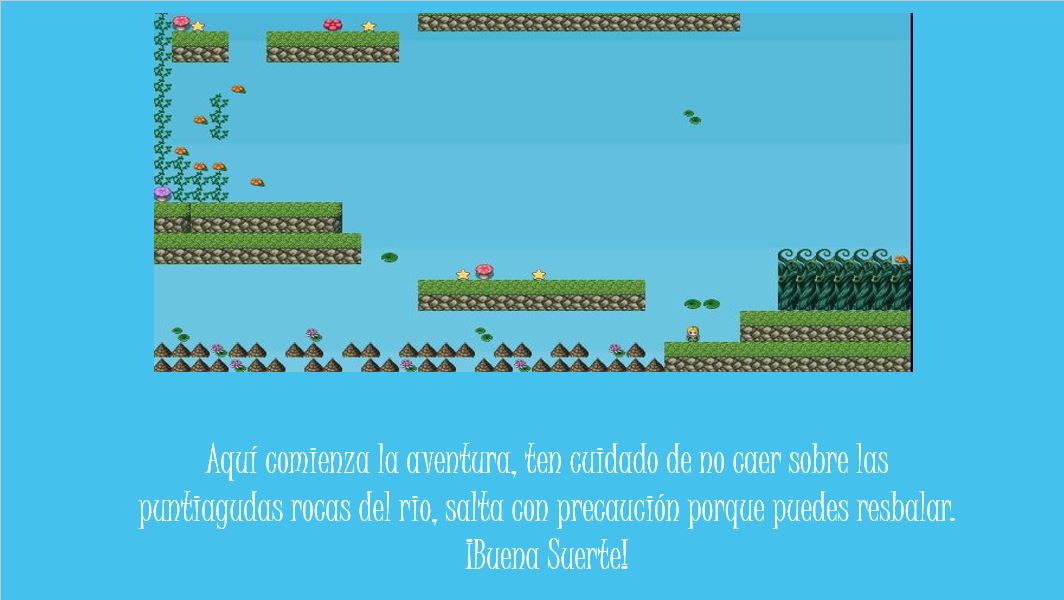 Aquí comienza la aventura, ten cuidado de no caer sobre las
puntiagudas rocas del rio, salta con precaución porque puedes resbalar.
¡Buena Suerte!